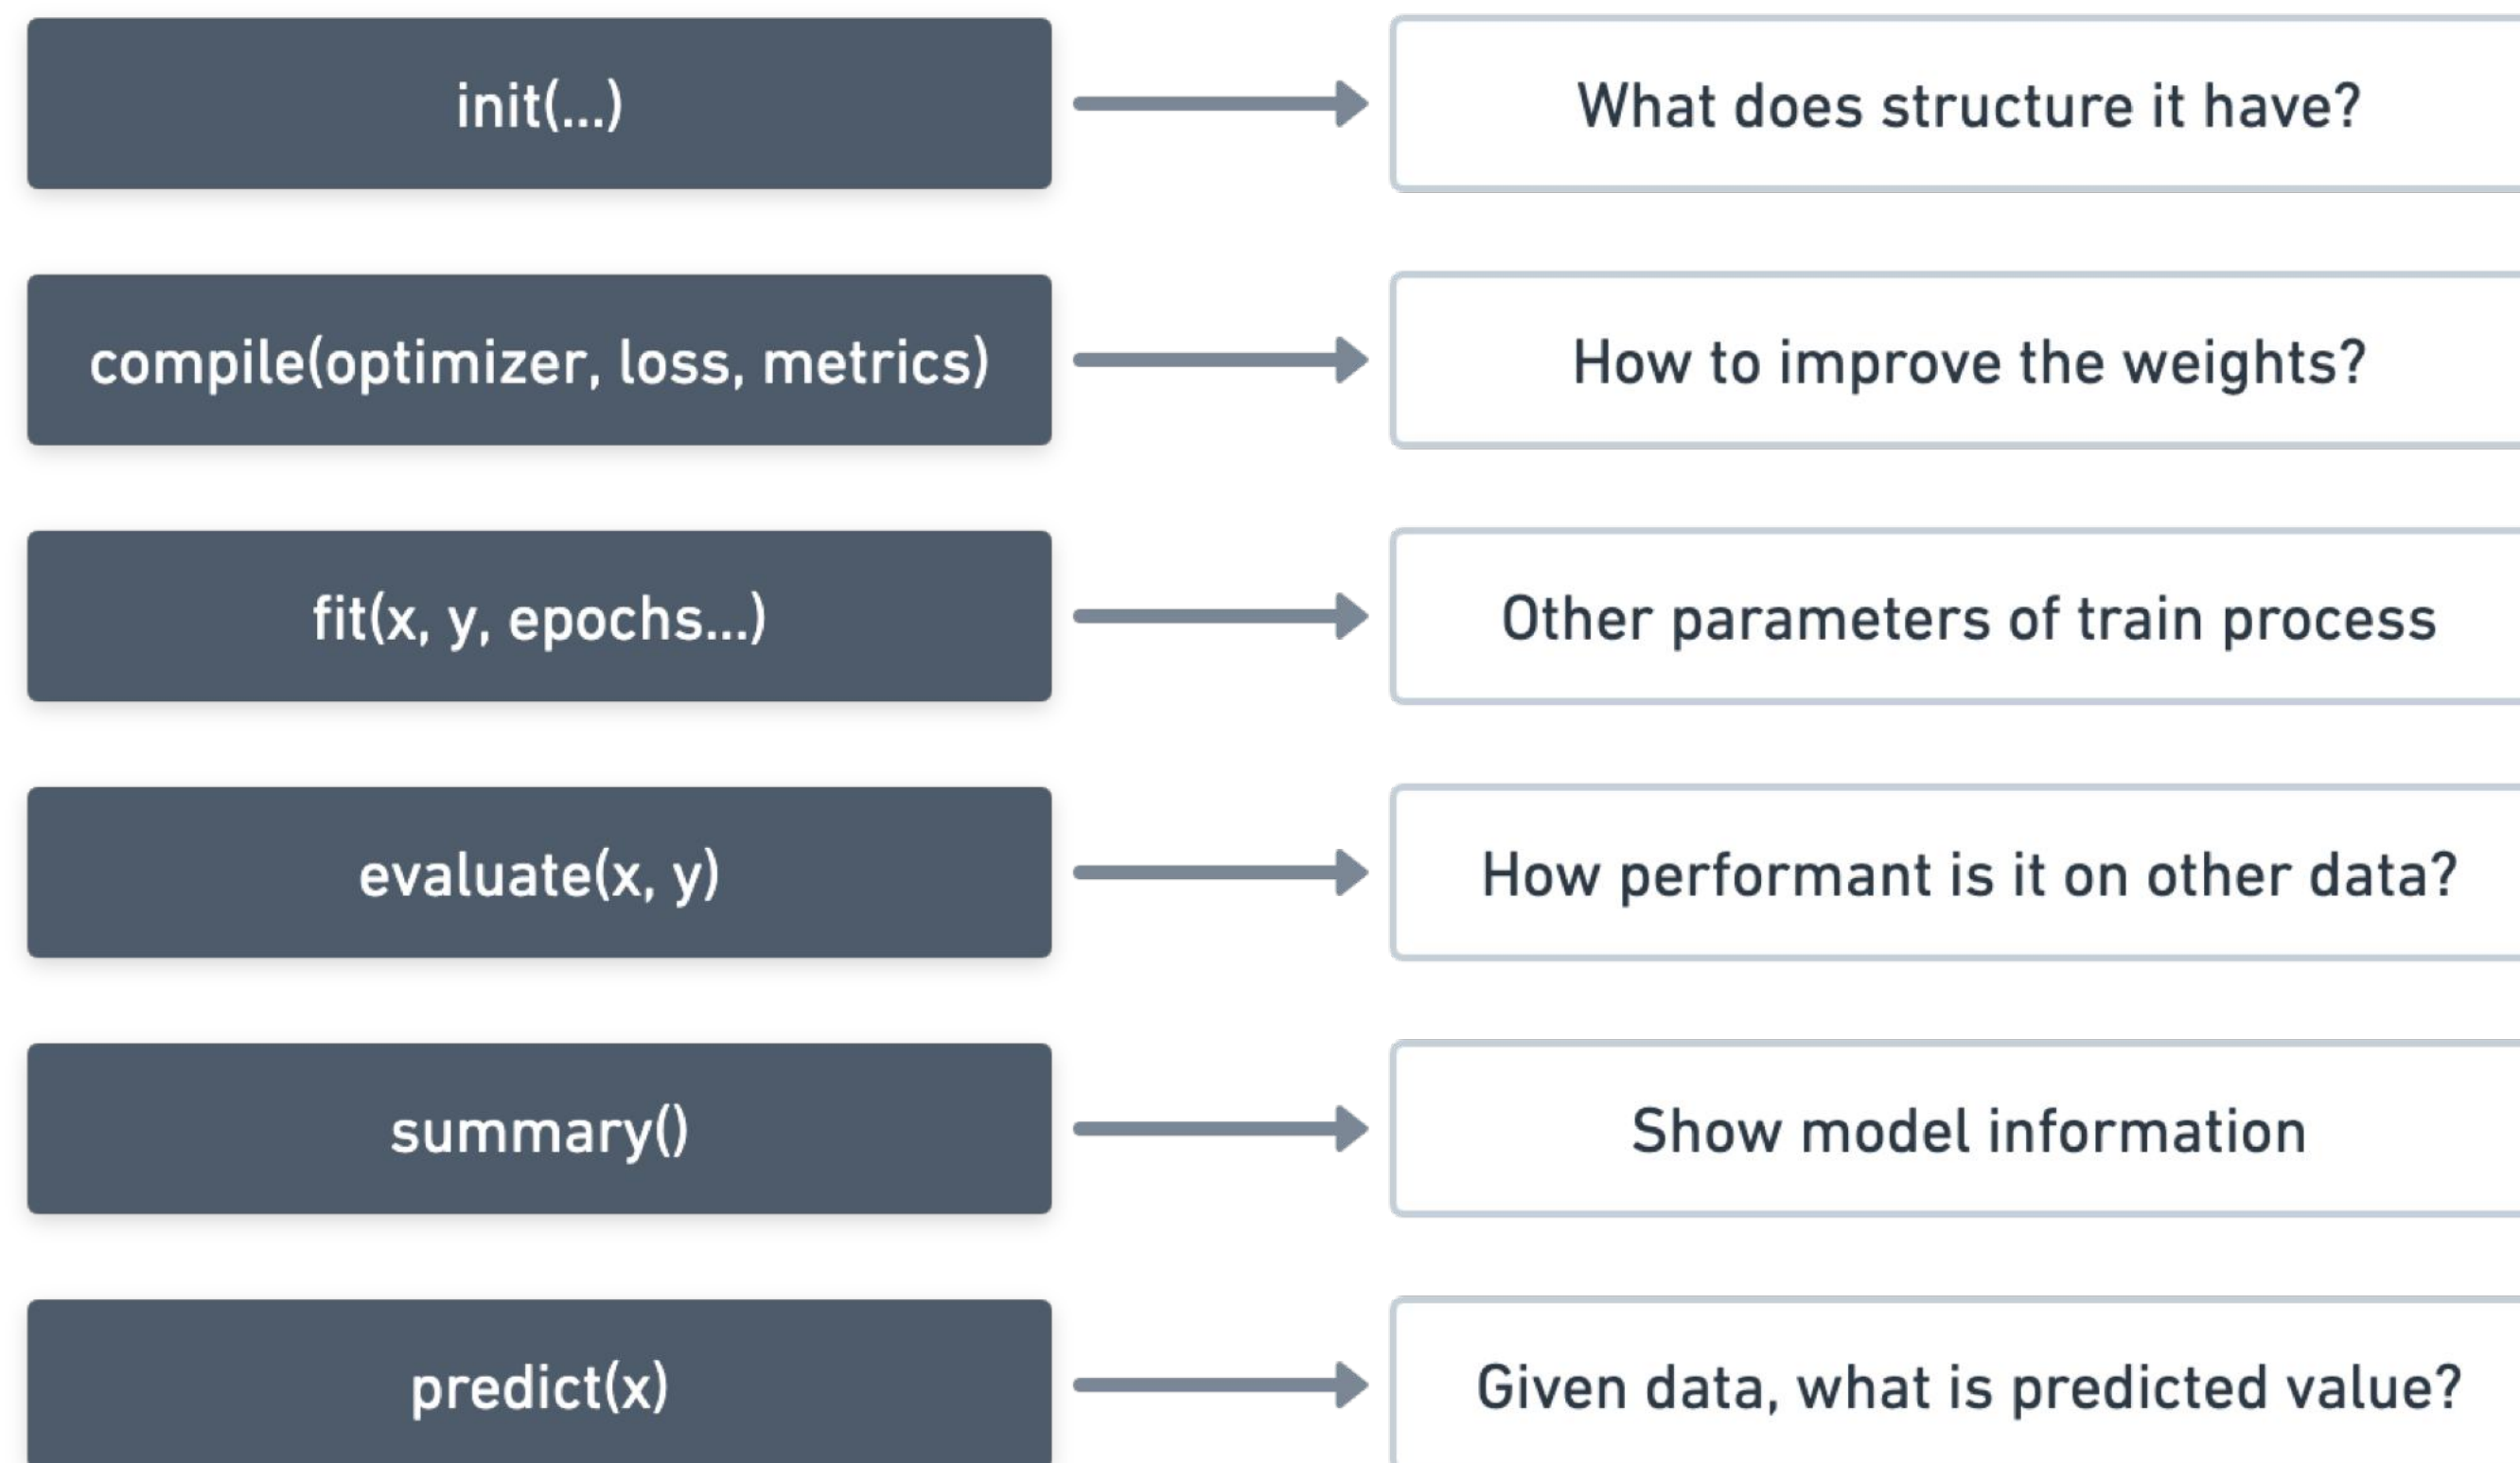 init(...)
What does structure it have?
compile(optimizer, loss, metrics)
How to improve the weights?
fit(x, y, epochs...)
Other parameters of train process
evaluate(x, y)
How performant is it on other data?
summary()
Show model information
predict(x)
Given data, what is predicted value?